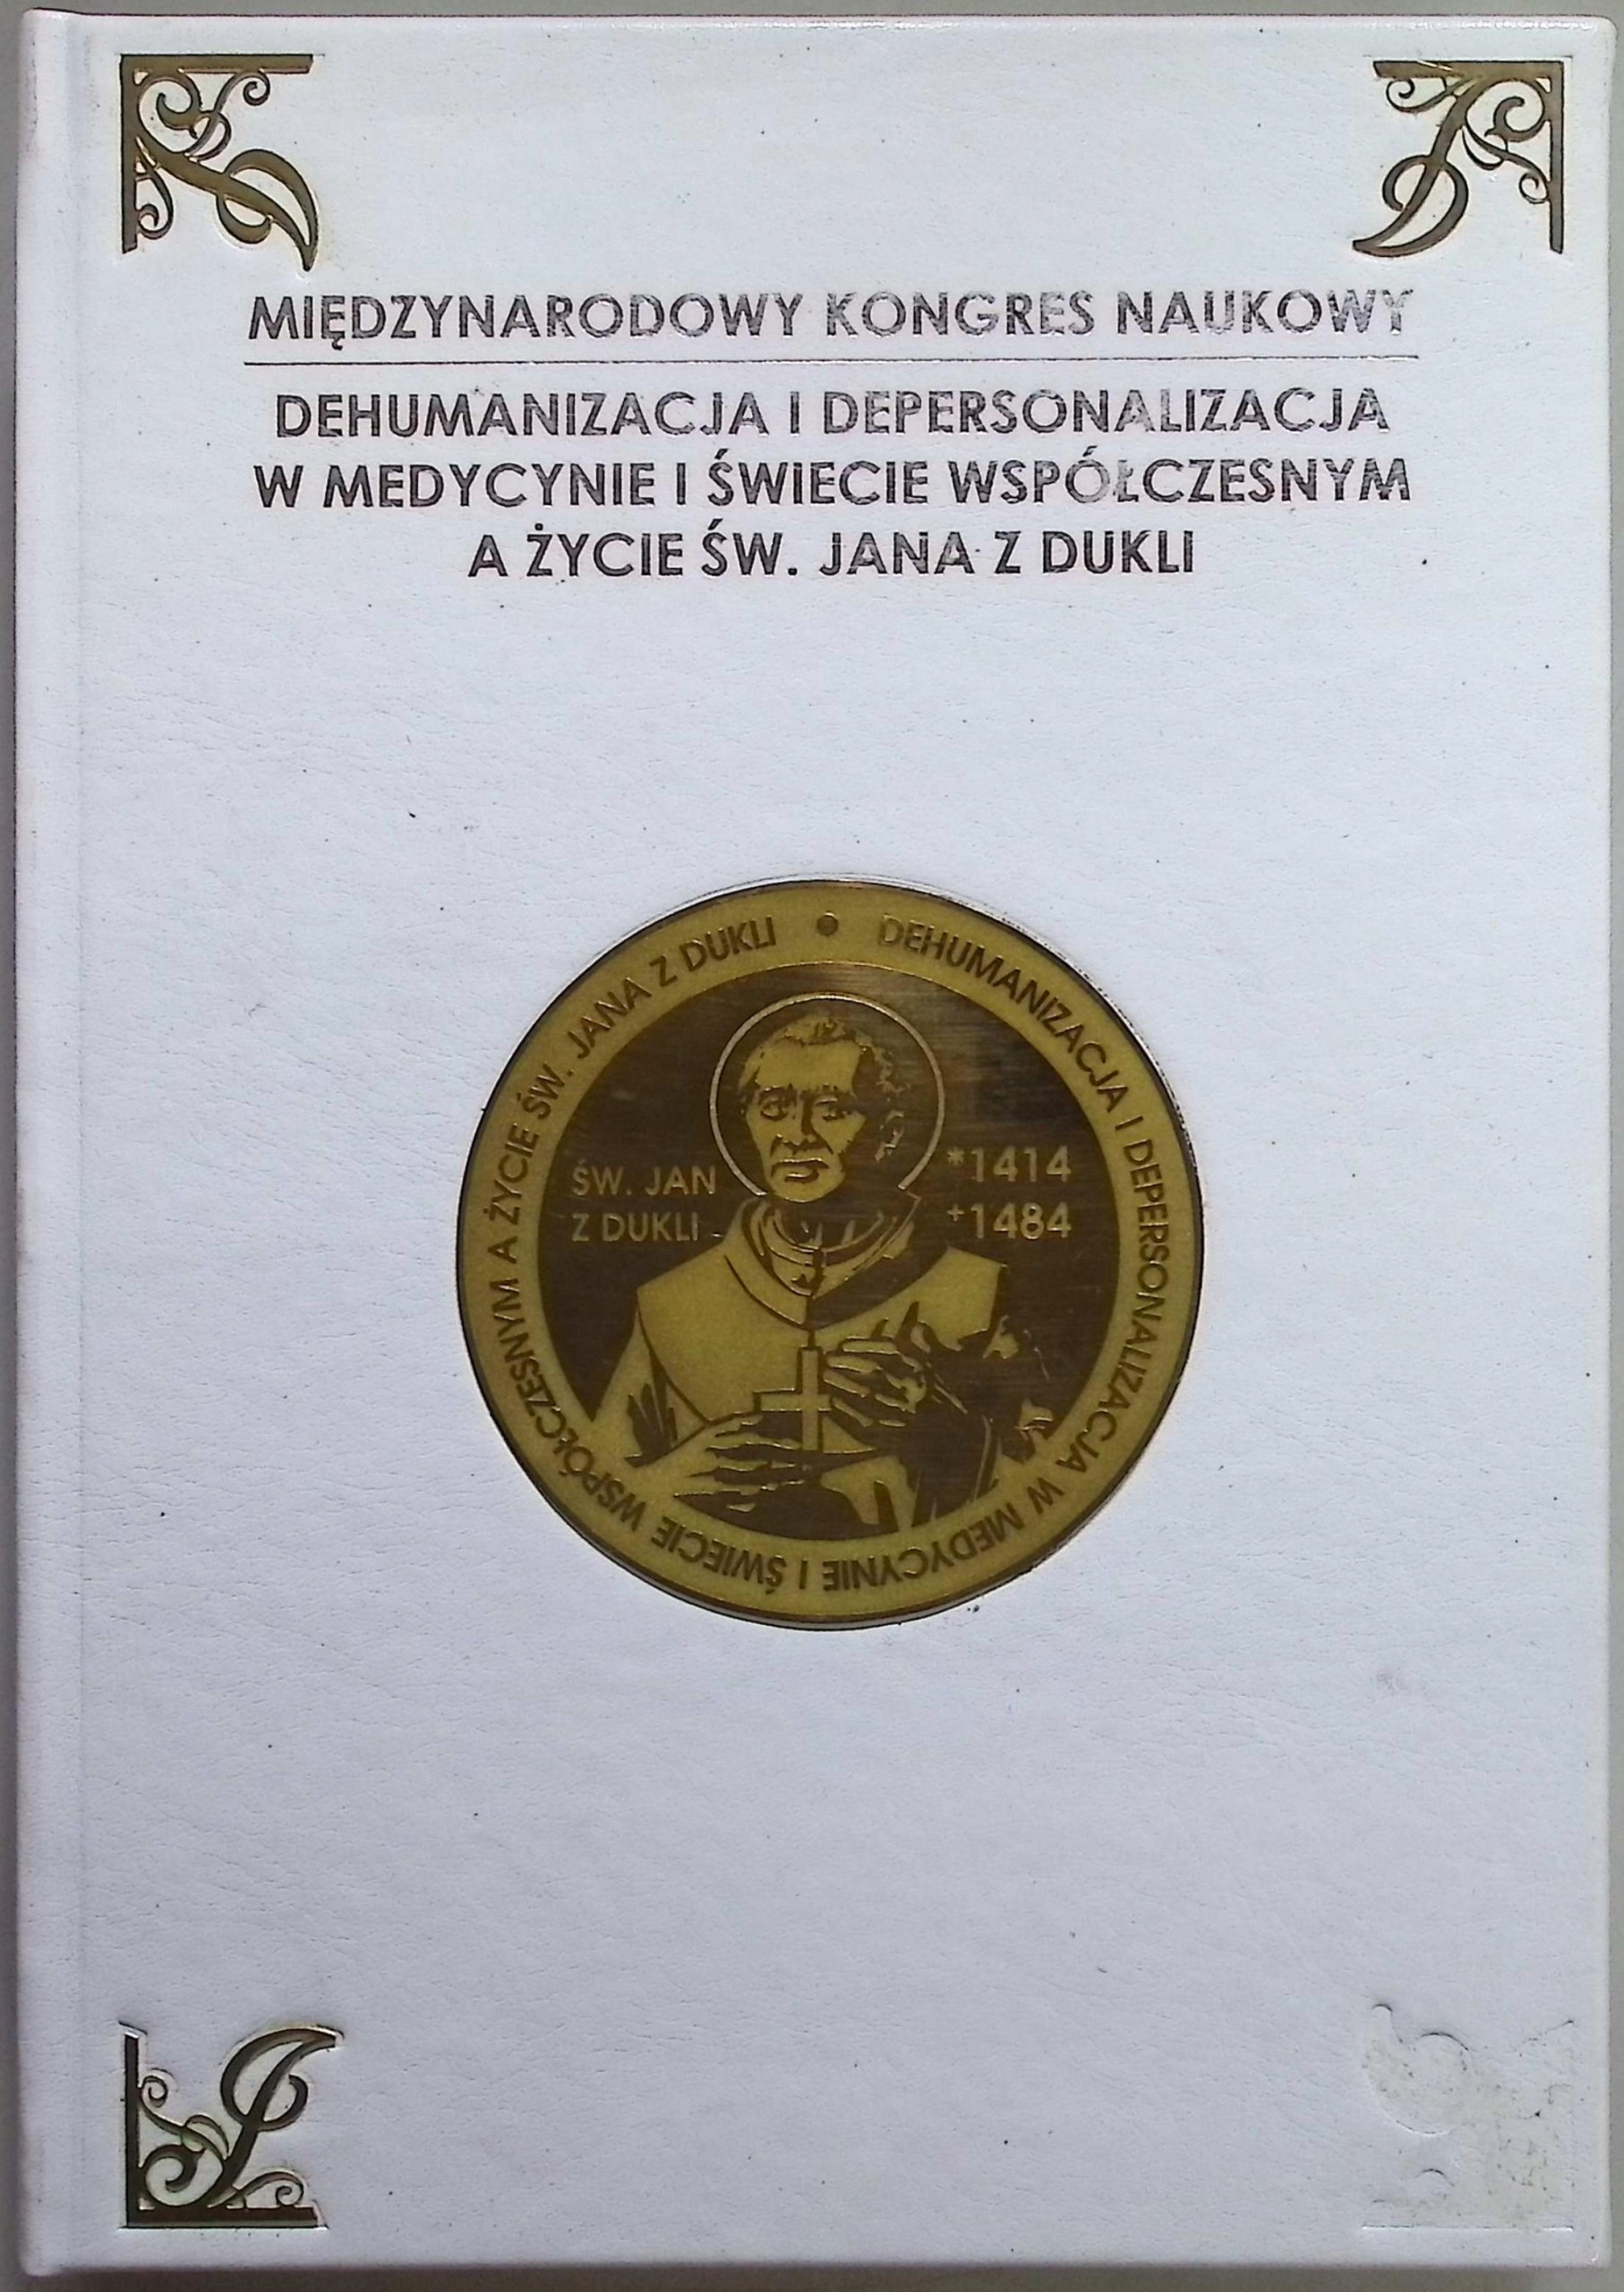 MIĘDZYNARODOWY KONGRES NAUKOWY
DEHUMANIZACJA I DEPERSONALIZACJA
W MEDYCYNIE I ŚWIECIE WSPÓŁCZESNYM
A ŻYCIE ŚW. JANA Z DUKLI
DEHUMANIZACJA I DEPERSONALIZACJA W MEDYCYNIE I ŚWIECIE WSPÓŁCZESNYM A ŻYCIE ŚW. JANA Z DUKLI •
ŚW. JAN
Z DUKLI
*1414
+1484